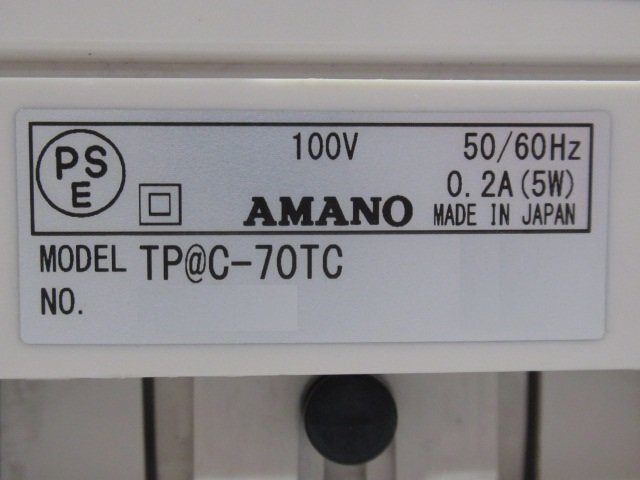 PS
E
100V 50/60Hz
0.2A(5W)
AMANO MADE IN JAPAN
MODEL TP@C-70TC
NO.